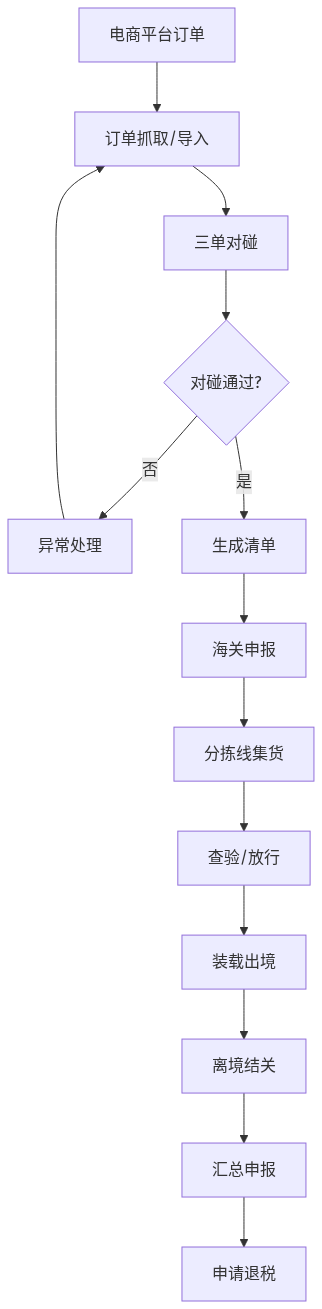 电商平台订单
订单抓取/导入
三单对碰
对碰通过?
否
是
异常处理
生成清单
海关申报
分拣线集货
查验/放行
装载出境
离境结关
汇总申报
申请退税